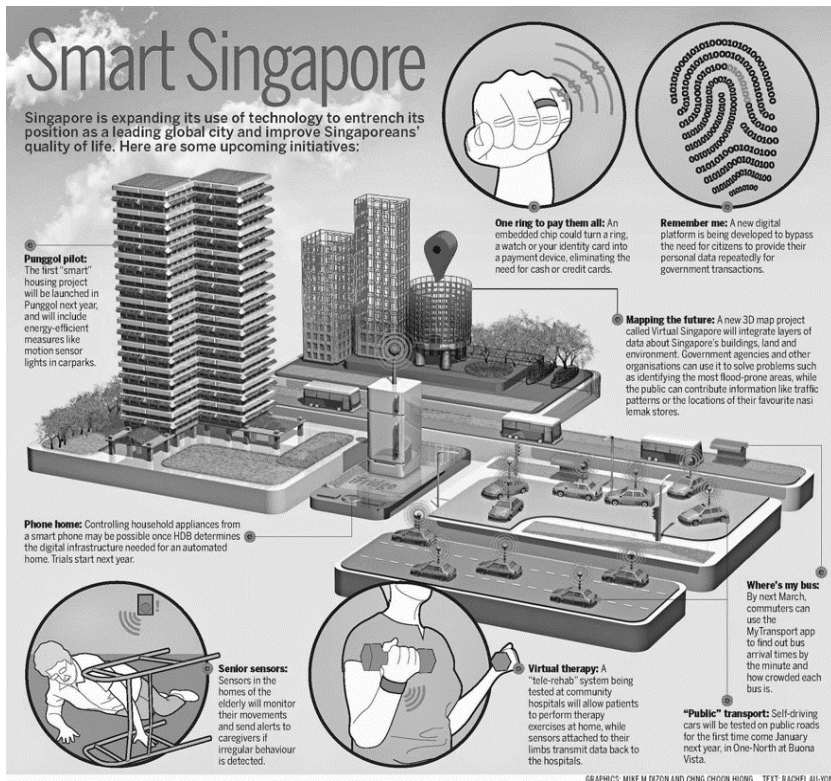 Smart Singapore
Singapore is expanding its use of technology to entrench its
position as a leading global city and improve Singaporeans'
quality of life. Here are some upcoming initiatives:
One ring to pay them all: An
embedded chip could turn a ring,
a watch or your identity card into
a payment device, eliminating the
need for cash or credit cards.
Remember me: A new digital
platform is being developed to bypass
the need for citizens to provide their
personal data repeatedly for
government transactions.
Punggol pilot:
The first "smart"
housing project
will be launched in
Punggol next year,
and will include
energy-efficient
measures like
motion sensor
lights in carparks.
Mapping the future: A new 3D map project
called Virtual Singapore will integrate layers of
data about Singapore's buildings, land and
environment. Government agencies and other
organisations can use it to solve problems such
as identifying the most flood-prone areas, while
the public can contribute information like traffic
patterns or the locations of their favourite nasi
lemak stores.
Phone home: Controlling household appliances from
a smart phone may be possible once HDB determines
the digital infrastructure needed for an automated
home. Trials start next year.
Where's my bus:
By next March,
commuters can
use the
MyTransport app
to find out bus
arrival times by
the minute and
how crowded each
bus is.
Senior sensors:
Sensors in the
homes of the
elderly will monitor
their movements
and send alerts to
caregivers if
irregular behaviour
is detected.
Virtual therapy: A
"tele-rehab" system being
tested at community
hospitals will allow patients
to perform therapy
exercises at home, while
sensors attached to their
limbs transmit data back to
the hospitals.
"Public" transport: Self-driving
cars will be tested on public roads
for the first time come January
next year, in One-North at Buona
Vista.
GRAPHICS: MIKE M DIZON AND CHNG CHOON HIONG TEXT: RACHEL AU-YONG